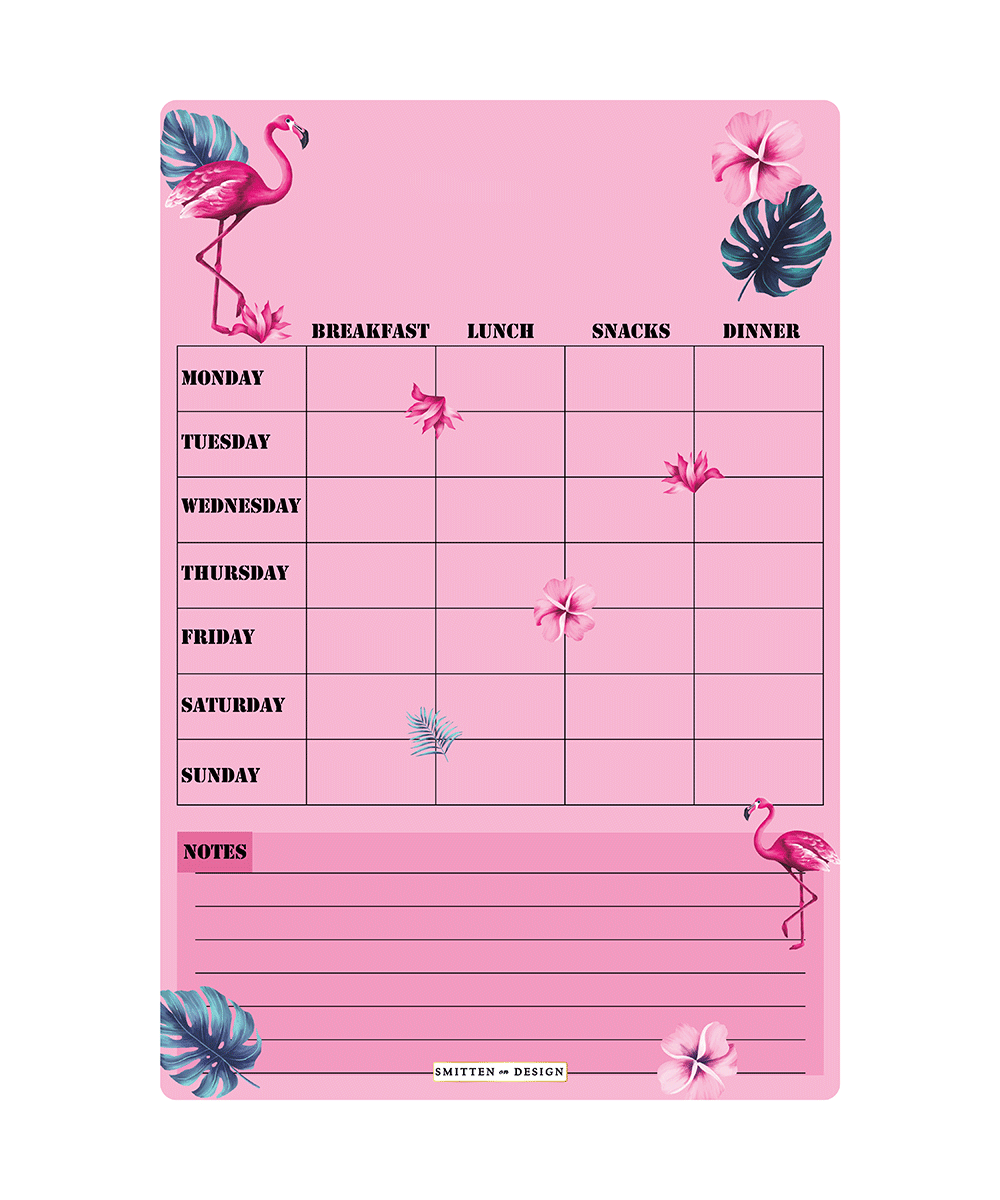 BREAKFAST LUNCH SNACKS DINNER
MONDAY
TUESDAY
WEDNESDAY
THURSDAY
FRIDAY
SATURDAY
SUNDAY
NOTES
SMITTEN on DESIGN